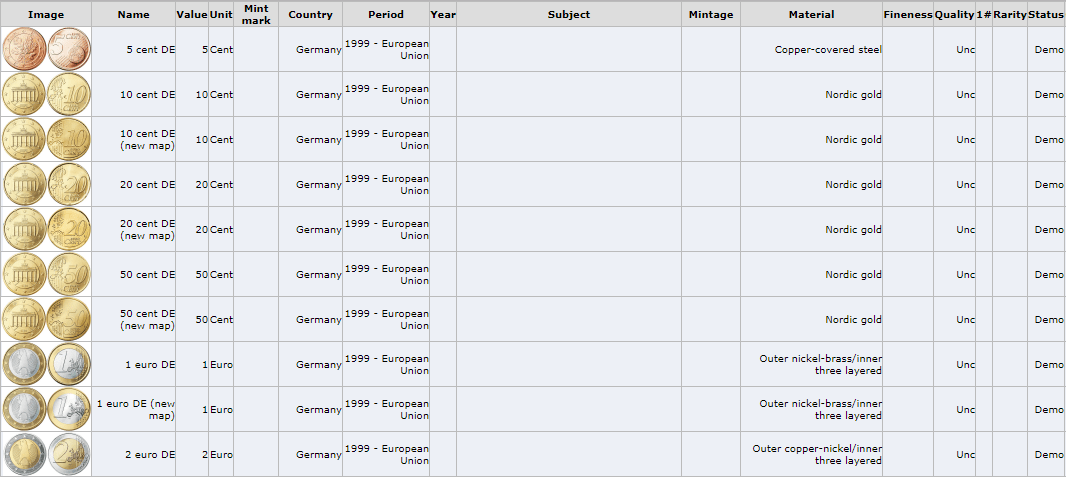 Image Name Value Unit Mint mark Country Period Year Subject Mintage Material Fineness Quality 1# Rarity Status
5 cent DE 5 Cent Germany 1999 - European Union Copper-covered steel Unc Demo
10 cent DE 10 Cent Germany 1999 - European Union Nordic gold Unc Demo
10 cent DE (new map) 10 Cent Germany 1999 - European Union Nordic gold Unc Demo
20 cent DE 20 Cent Germany 1999 - European Union Nordic gold Unc Demo
20 cent DE (new map) 20 Cent Germany 1999 - European Union Nordic gold Unc Demo
50 cent DE 50 Cent Germany 1999 - European Union Nordic gold Unc Demo
50 cent DE (new map) 50 Cent Germany 1999 - European Union Nordic gold Unc Demo
1 euro DE 1 Euro Germany 1999 - European Union Outer nickel-brass/inner three layered Unc Demo
1 euro DE (new map) 1 Euro Germany 1999 - European Union Outer nickel-brass/inner three layered Unc Demo
2 euro DE 2 Euro Germany 1999 - European Union Outer copper-nickel/inner three layered Unc Demo